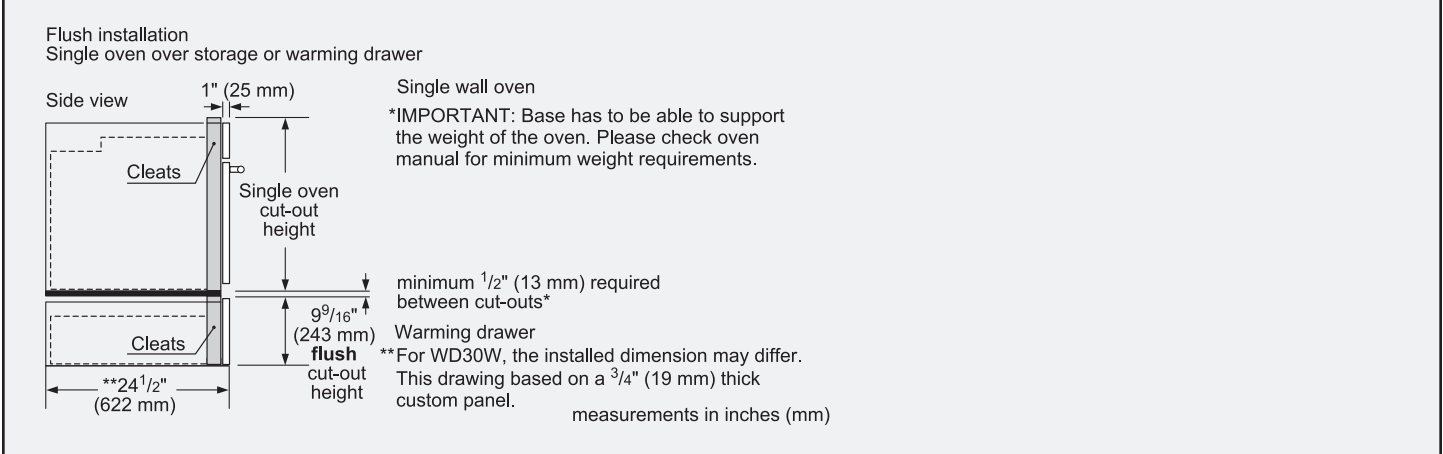 Flush installation
Single oven over storage or warming drawer
Side view
1" (25 mm)
Cleats
Single oven
cut-out
height
Single wall oven
*IMPORTANT: Base has to be able to support
the weight of the oven. Please check oven
manual for minimum weight requirements.
minimum 1/2" (13 mm) required
between cut-outs*
9 9/16"
(243 mm)
flush
cut-out
height
Cleats
**24 1/2"
(622 mm)
Warming drawer
**For WD30W, the installed dimension may differ.
This drawing based on a 3/4" (19 mm) thick
custom panel.
measurements in inches (mm)